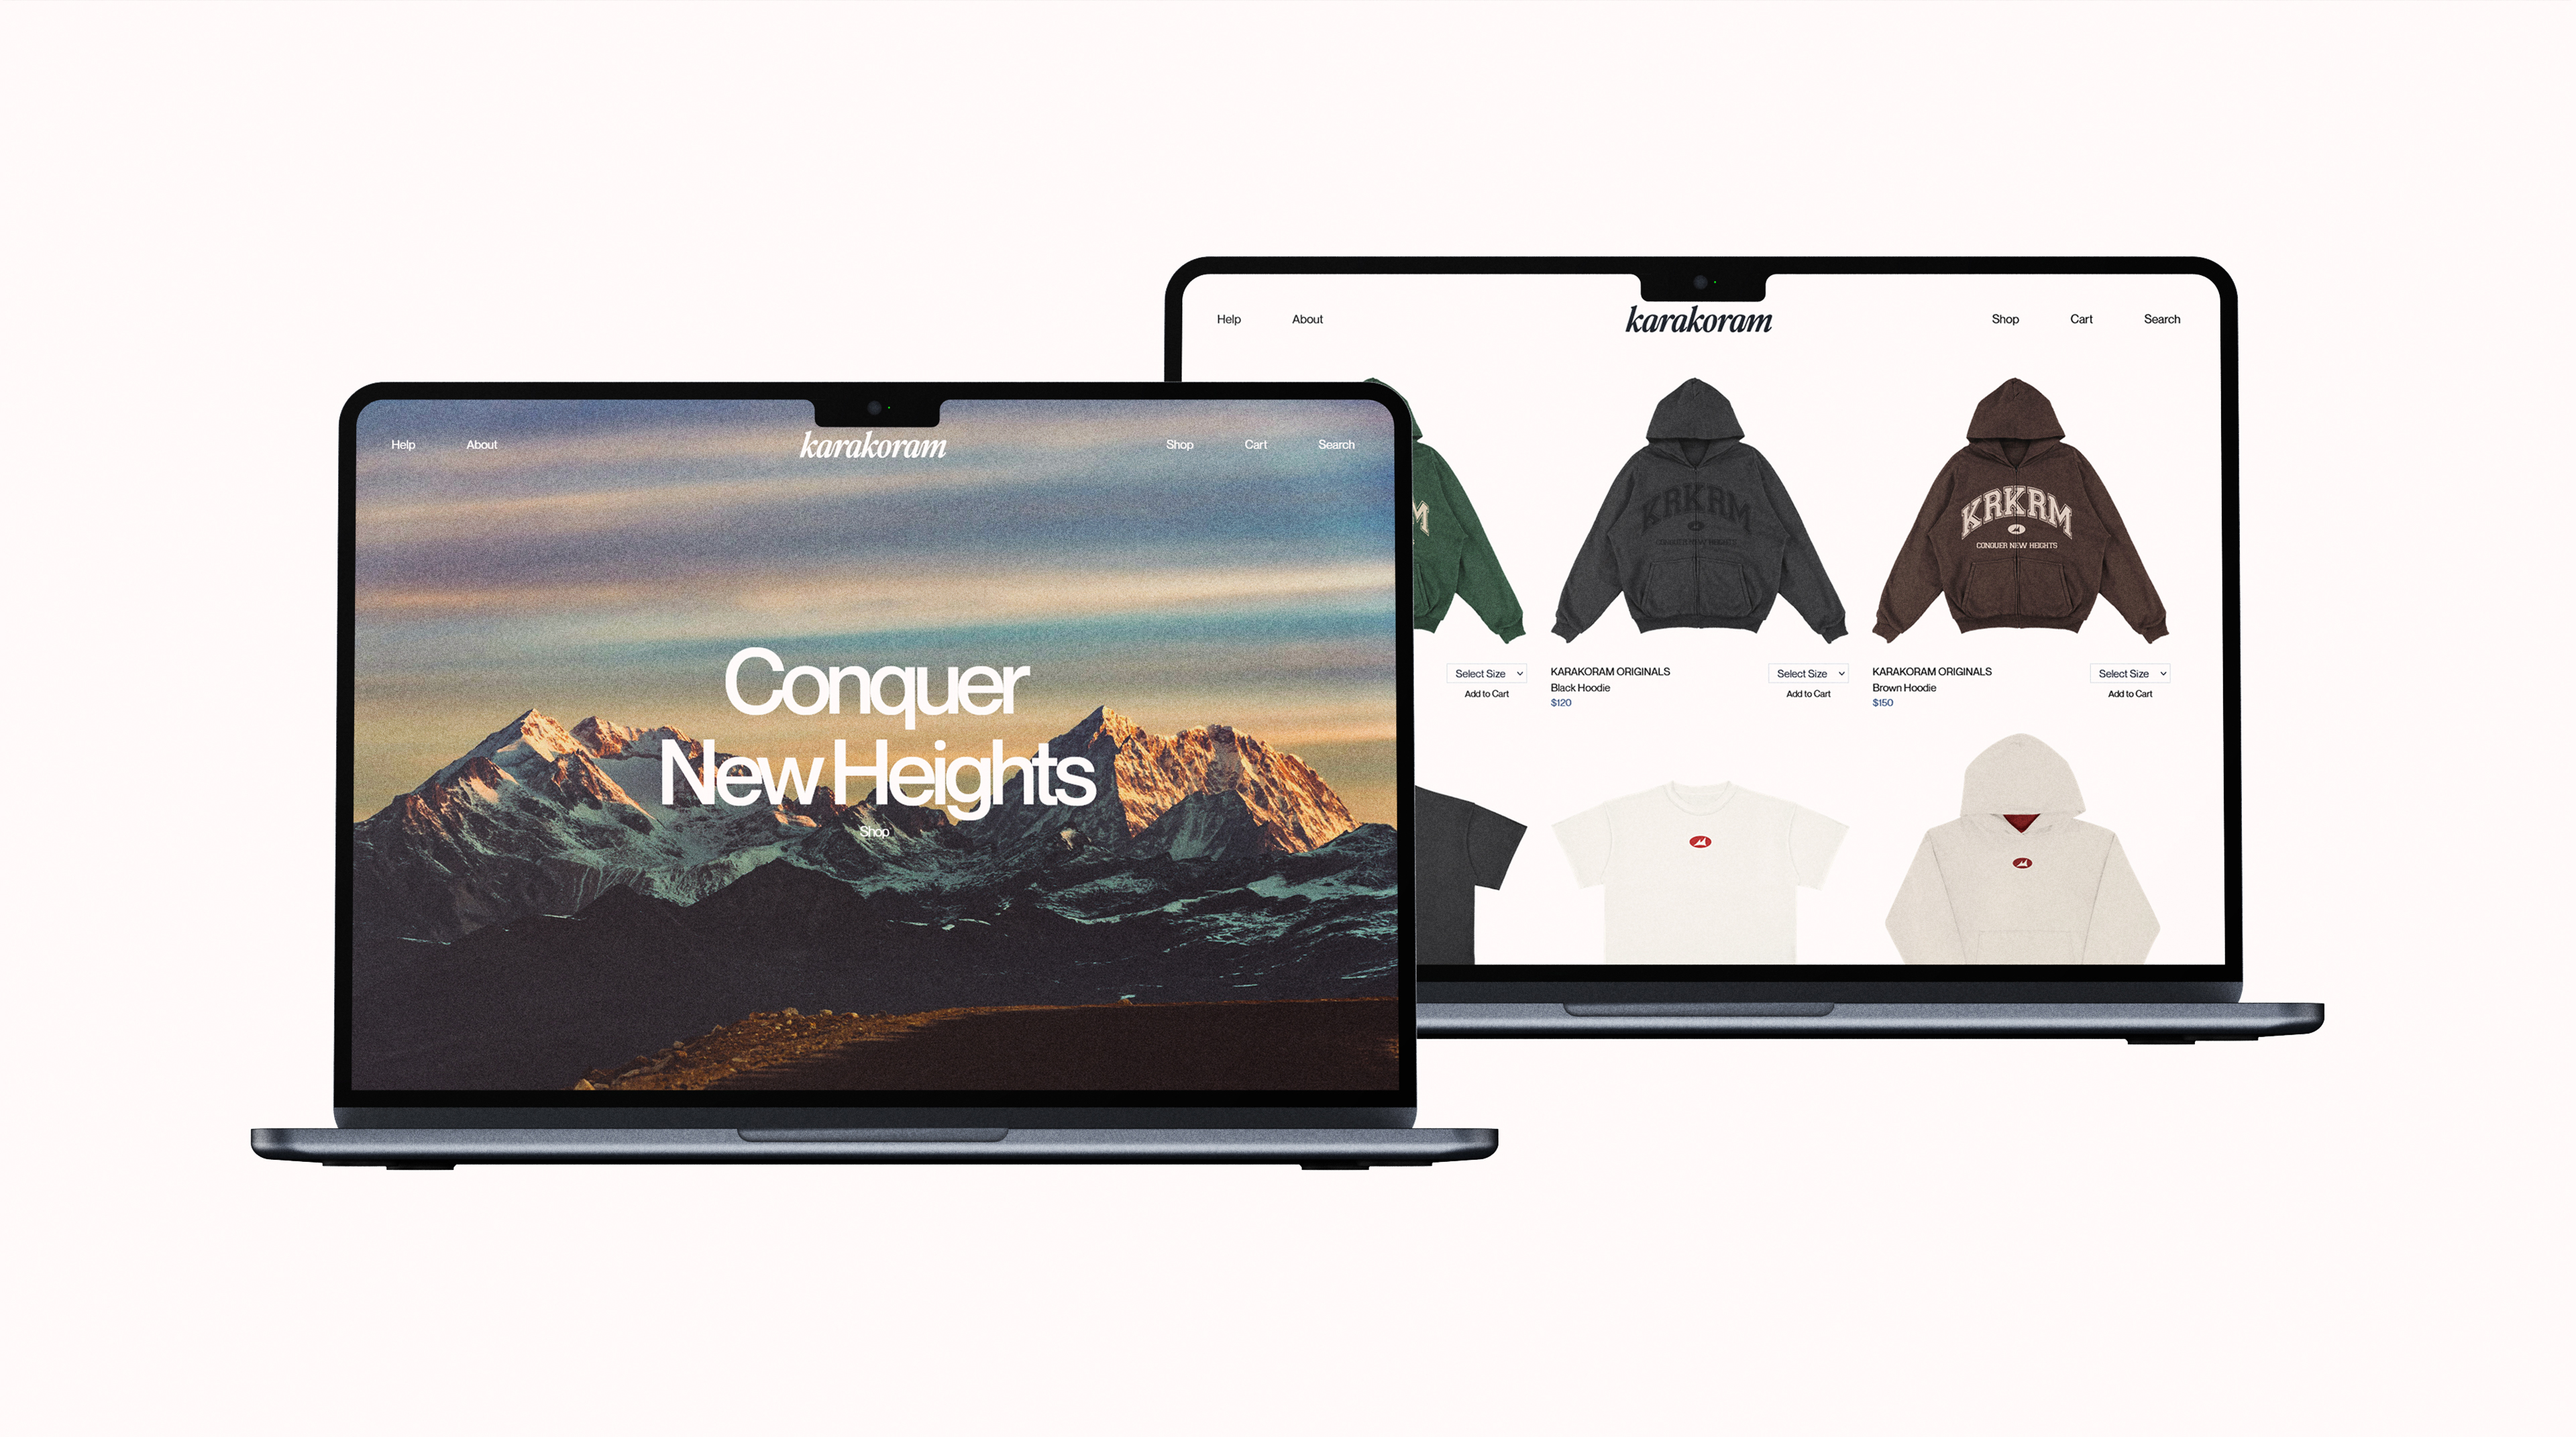 Help About karakoram Shop Cart Search
Conquer
New Heights
Shop
Help About karakoram Shop Cart Search
M
KRKRM
CONQUER NEW HEIGHTS
KRKRM
CONQUER NEW HEIGHTS
Select Size
Add to Cart
KARAKORAM ORIGINALS
Black Hoodie
$120
Select Size
Add to Cart
KARAKORAM ORIGINALS
Brown Hoodie
$150
Select Size
Add to Cart